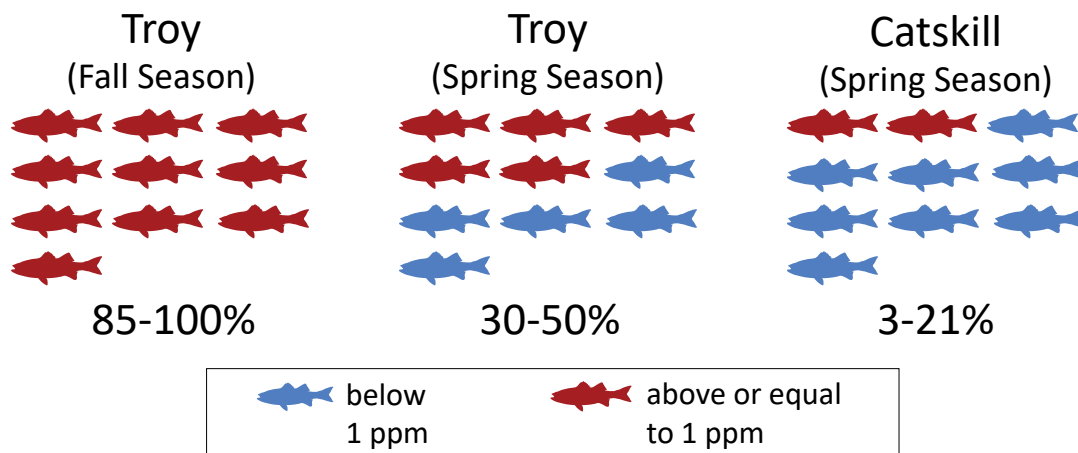 Troy
(Fall Season)
85-100%
Troy
(Spring Season)
30-50%
Catskill
(Spring Season)
3-21%
below
1 ppm
above or equal
to 1 ppm